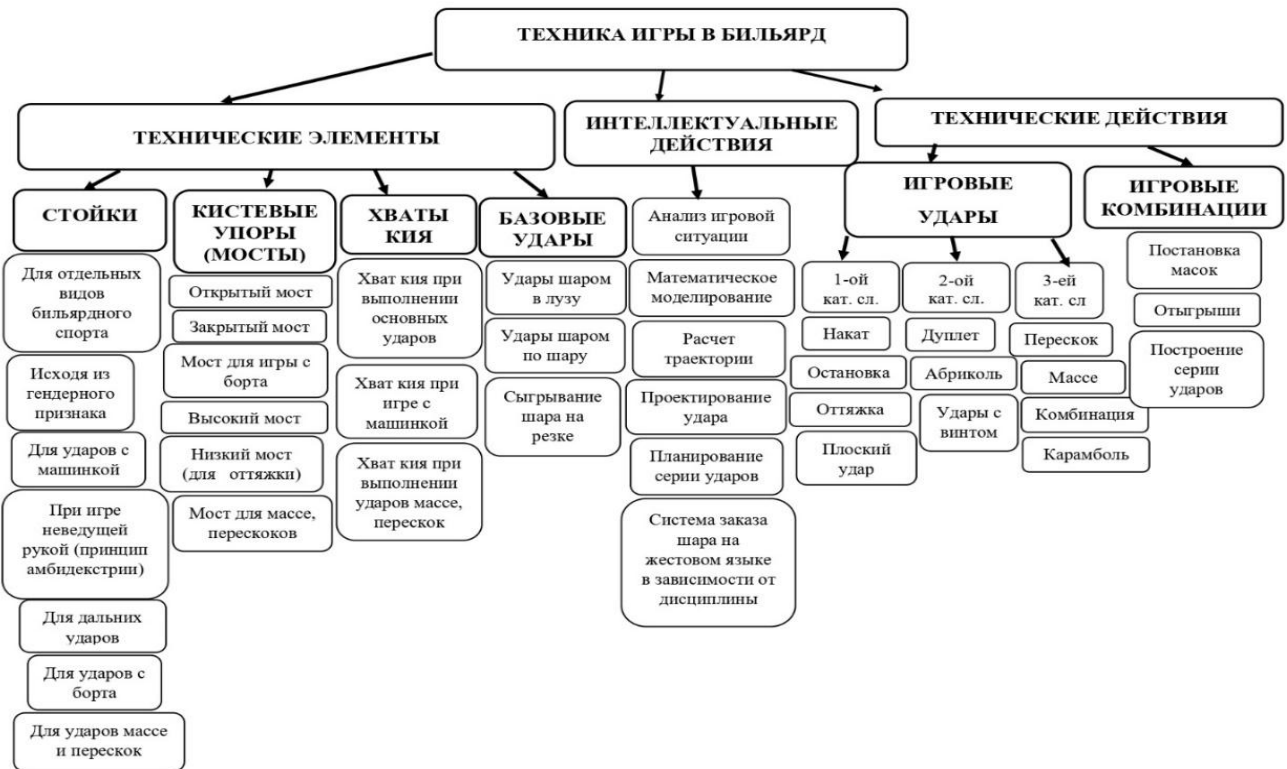 ТЕХНИКА ИГРЫ В БИЛЬЯРД
ТЕХНИЧЕСКИЕ ЭЛЕМЕНТЫ
ИНТЕЛЛЕКТУАЛЬНЫЕ
ДЕЙСТВИЯ
ТЕХНИЧЕСКИЕ ДЕЙСТВИЯ
СТОЙКИ
Для отдельных
видов
бильярдного
спорта
Исходя из
гендерного
признака
Для ударов с
машинкой
При игре
неведущей
рукой (принцип
амбидекстрии)
Для дальних
ударов
Для ударов с
борта
Для ударов массе
и перескок
КИСТЕВЫЕ
УПОРЫ
(МОСТЫ)
Открытый мост
Закрытый мост
Мост для игры с
борта
Высокий мост
Низкий мост
(для оттяжки)
Мост для массе,
перескоков
ХВАТЫ
КИЯ
Хват кия при
выполнении
основных
ударов
Хват кия при
игре с
машинкой
Хват кия при
выполнении
ударов массе,
перескок
БАЗОВЫЕ
УДАРЫ
Удары шаром
в лузу
Удары шаром
по шару
Сыгрывание
шара на
резке
Анализ игровой
ситуации
Математическое
моделирование
Расчет
траектории
Проектирование
удара
Планирование
серии ударов
Система заказа
шара на
жестовом языке
в зависимости от
дисциплины
ИГРОВЫЕ
УДАРЫ
1-ой
кат. сл.
Накат
Остановка
Оттяжка
Плоский
удар
2-ой
кат. сл.
Дуплет
Абриколь
Удары с
винтом
3-ей
кат. сл
Перескок
Массе
Комбинация
Карамболь
ИГРОВЫЕ
КОМБИНАЦИИ
Постановка
масок
Отыгрыши
Построение
серии
ударов